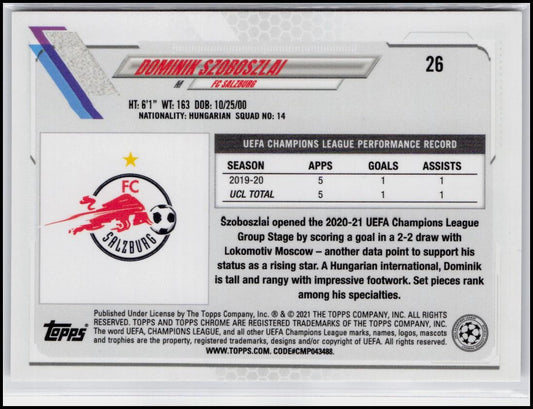 DOMINIK SZOBOSZLAI
26
M FC SALZBURG
HT: 6'1" WT: 163 DOB: 10/25/00
NATIONALITY: HUNGARIAN SQUAD NO: 14
UEFA CHAMPIONS LEAGUE PERFORMANCE RECORD
SEASON APPS GOALS ASSISTS
2019-20 5 1 1
UCL TOTAL 5 1 1
FC
SALZBURG
Szoboszlai opened the 2020-21 UEFA Champions League
Group Stage by scoring a goal in a 2-2 draw with
Lokomotiv Moscow – another data point to support his
status as a rising star. A Hungarian international, Dominik
is tall and rangy with impressive footwork. Set pieces rank
among his specialties.
Topps
Published Under License by The Topps Company, Inc. ® & © 2021 THE TOPPS COMPANY, INC. ALL RIGHTS
RESERVED. TOPPS AND TOPPS CHROME ARE REGISTERED TRADEMARKS OF THE TOPPS COMPANY, INC.
The word UEFA, CHAMPIONS LEAGUE, and all other UEFA Champions League marks, names, logos, mascots
and trophies are the property, registered trademarks, designs and/or copyright of UEFA. All rights reserved.
WWW.TOPPS.COM. CODE#CMP043488.